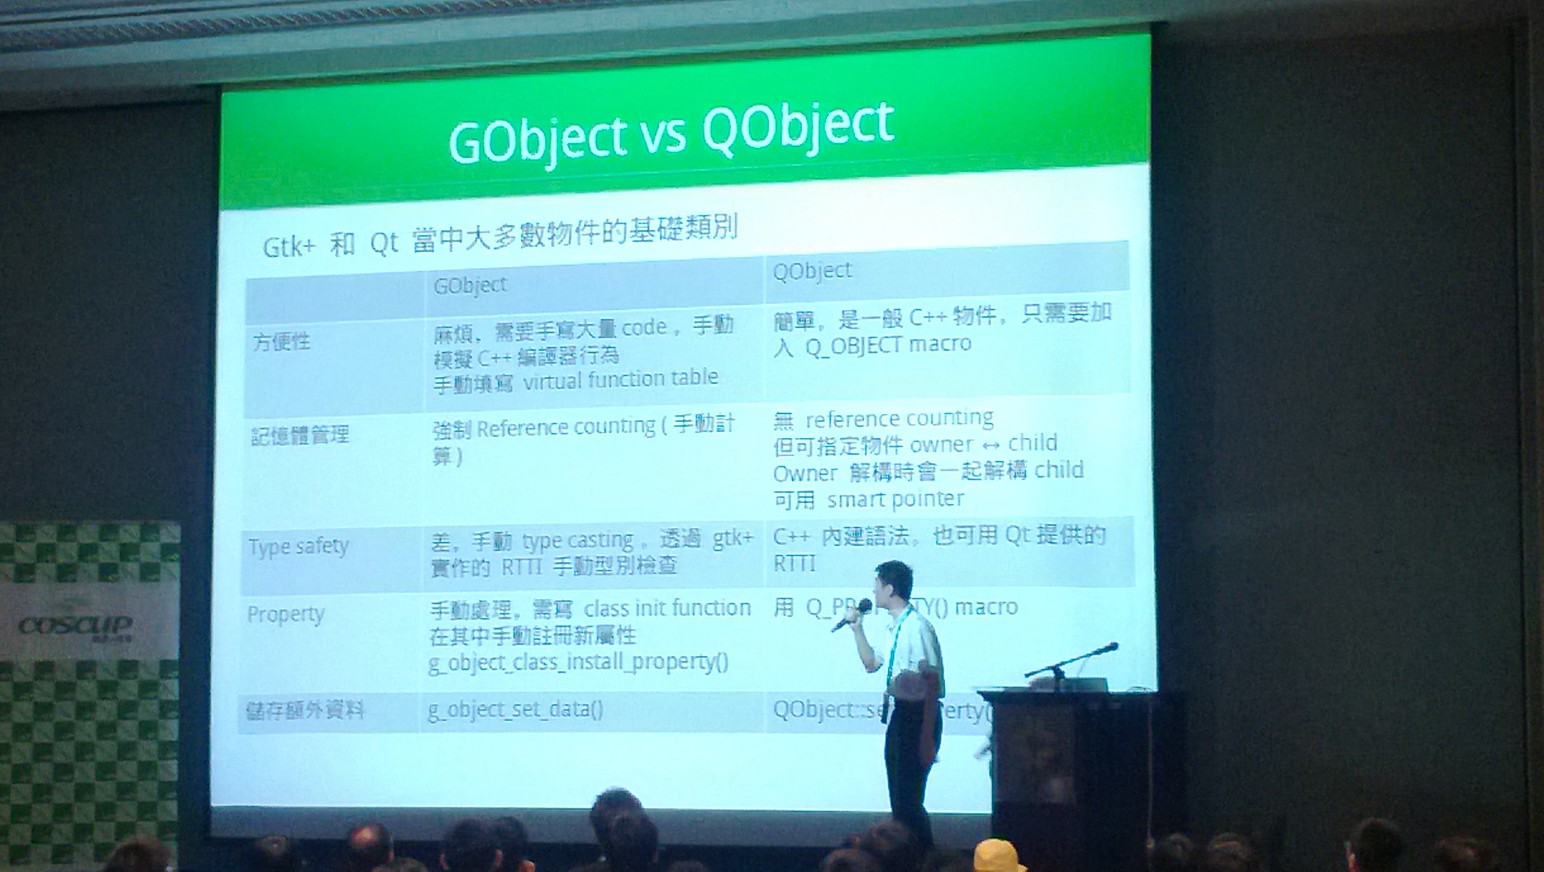 GObject vs QObject
Gtk+ 和 Qt 當中大多數物件的基礎類別
GObject
QObject
方便性
麻煩，需要手寫大量 code ，手動
模擬 C++ 編譯器行為
手動填寫 virtual function table
簡單，是一般 C++ 物件，只需要加
入 Q_OBJECT macro
記憶體管理
強制 Reference counting ( 手動計
算 )
無 reference counting
但可指定物件 owner ↔ child
Owner 解構時會一起解構 child
可用 smart pointer
Type safety
差，手動 type casting 。透過 gtk+
實作的 RTTI 手動型別檢查
C++ 內建語法。也可用 Qt 提供的
RTTI
Property
手動處理，需寫 class init function
在其中手動註冊新屬性
g_object_class_install_property()
用 macro
儲存額外資料
g_object_set_data()
COSCUP